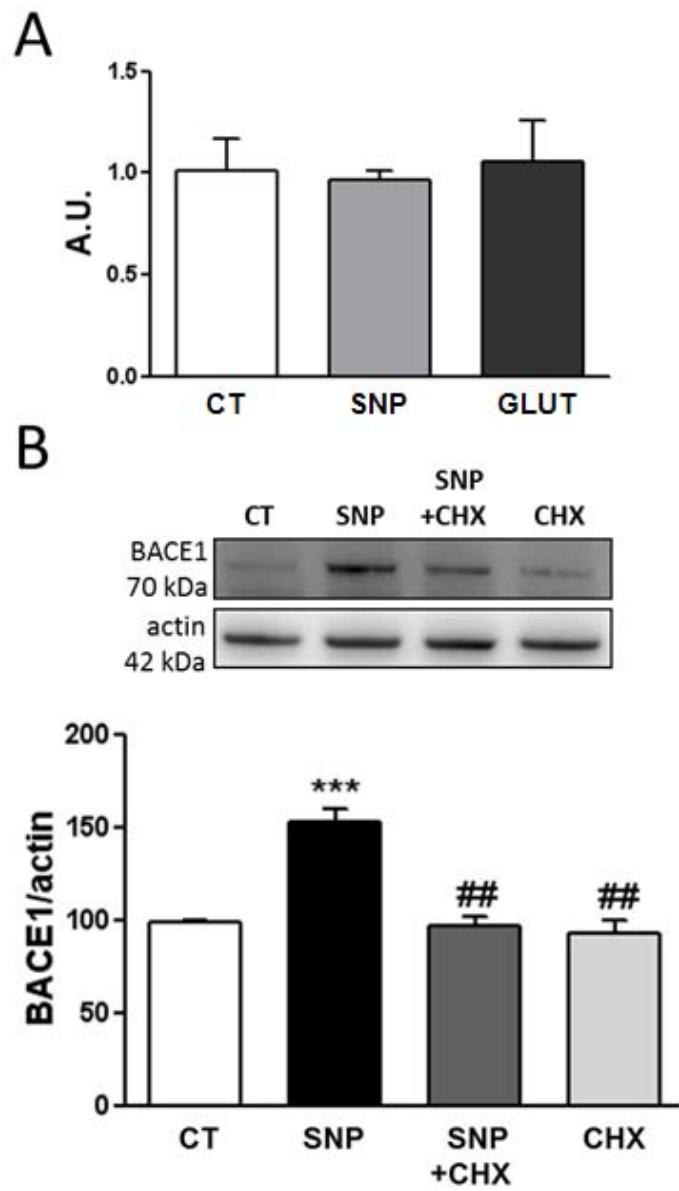 A
A.U.
1.5
1.0
0.5
0.0
CT SNP GLUT
B
SNP
CT SNP +CHX CHX
BACE1
70 kDa
actin
42 kDa
BACE1/actin
200
150
100
50
0
***
## ##
CT SNP SNP CHX
+CHX